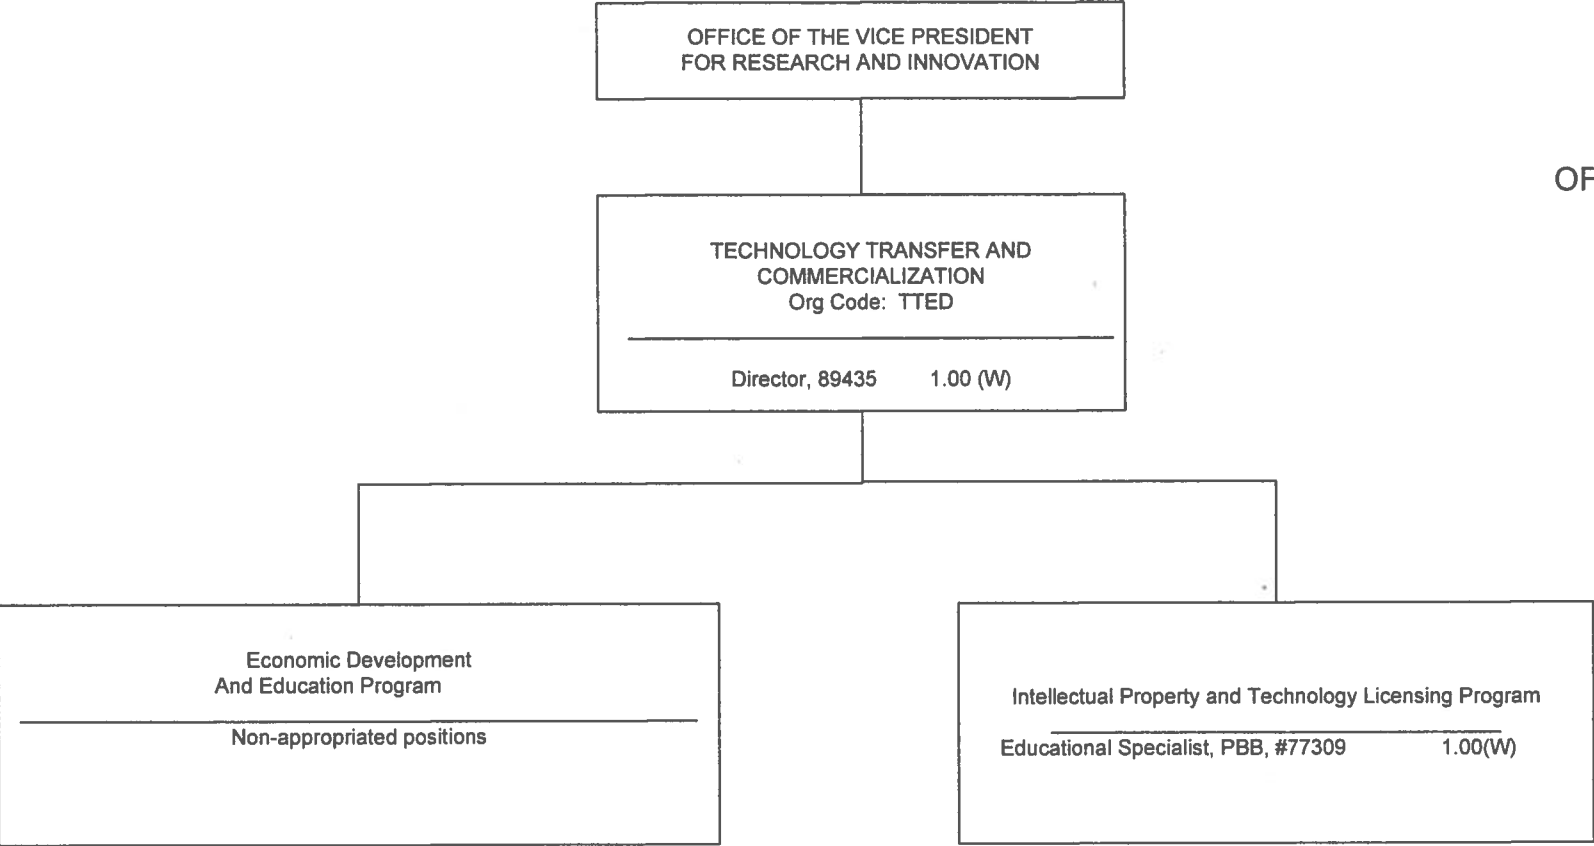 OFFICE OF THE VICE PRESIDENT
FOR RESEARCH AND INNOVATION
OF
TECHNOLOGY TRANSFER AND
COMMERCIALIZATION
Org Code: TTED
Director, 89435 1.00 (W)
Economic Development
And Education Program
Non-appropriated positions
Intellectual Property and Technology Licensing Program
Educational Specialist, PBB, #77309 1.00(W)